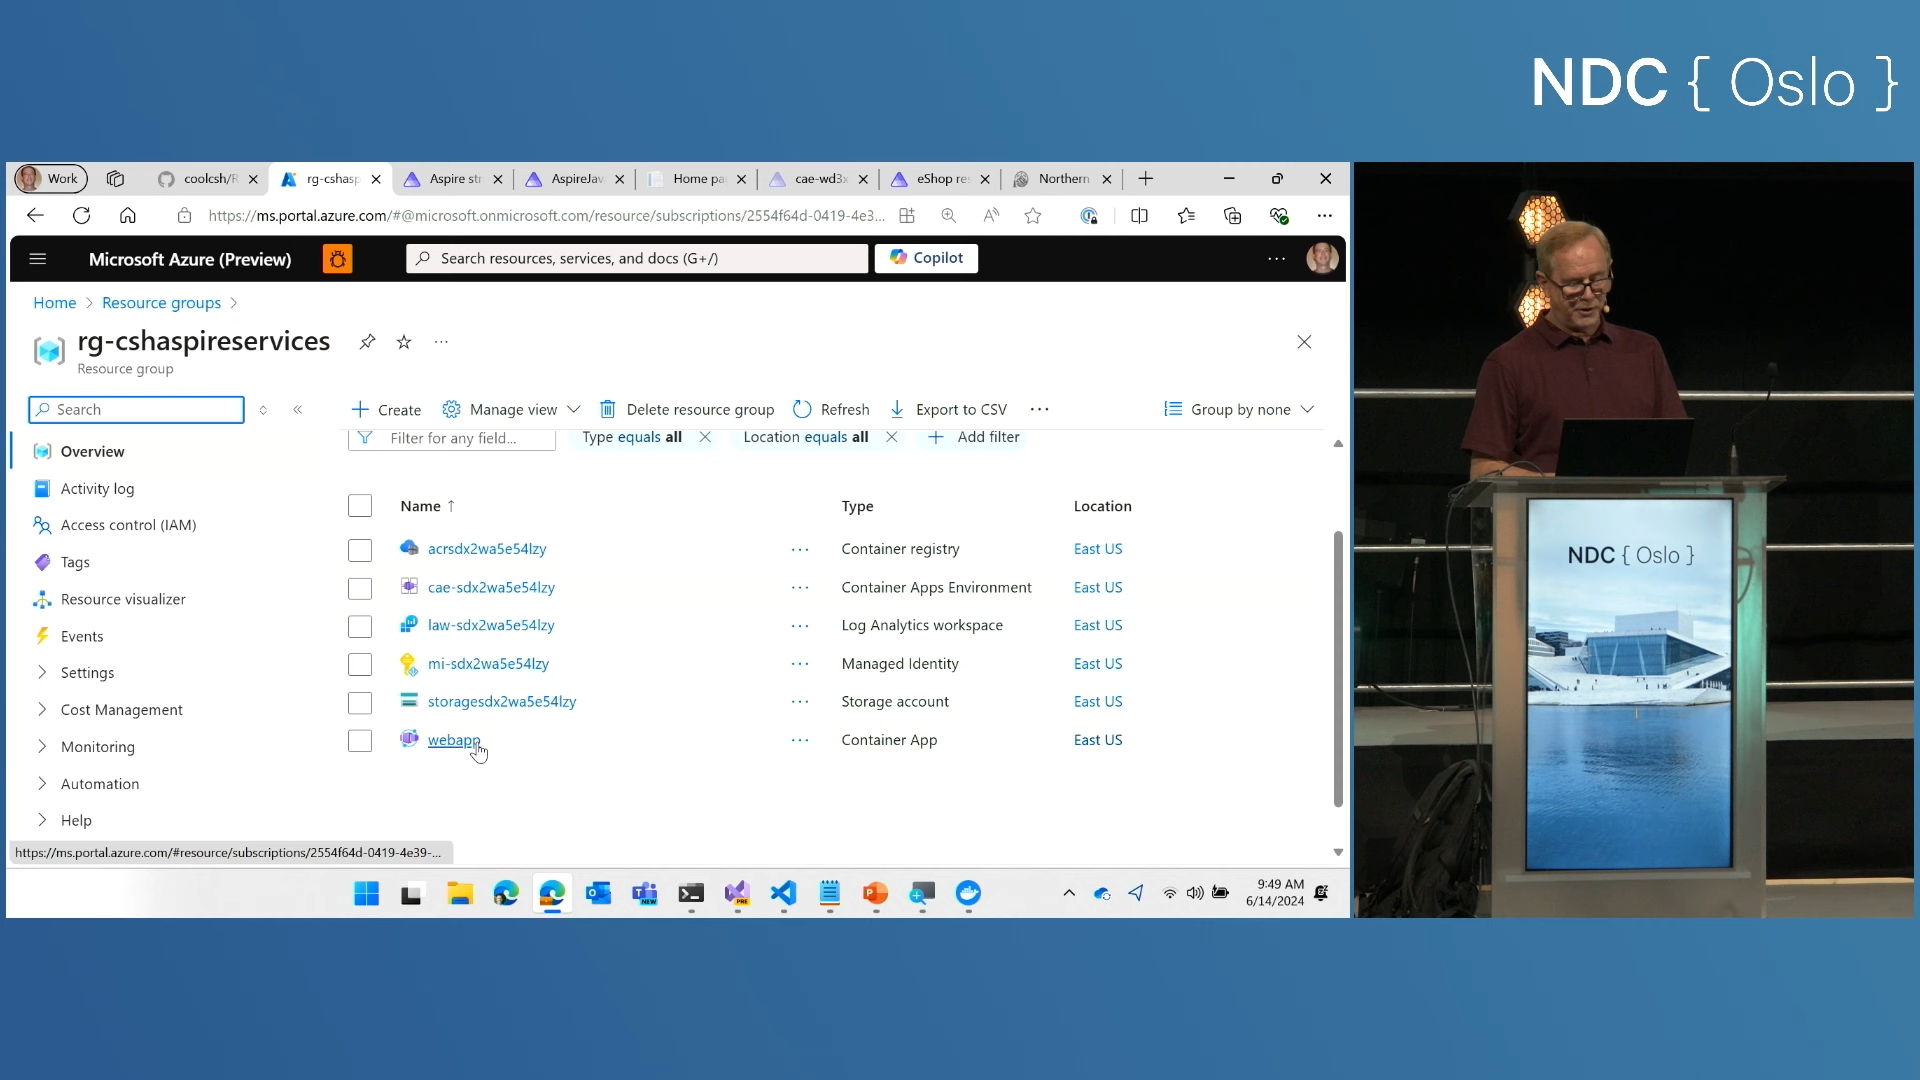 NDC { Oslo }
Work
coolcsh/R
rg-cshasp
Aspire str
AspireJav
Home pa
cae-wd3x
eShop re
Northern
https://ms.portal.azure.com/#@microsoft.onmicrosoft.com/resource/subscriptions/2554f64d-0419-4e3...
Microsoft Azure (Preview)
Search resources, services, and docs (G+/)
Copilot
Home > Resource groups >
rg-cshaspireservices
Resource group
Search
Create
Manage view
Delete resource group
Refresh
Export to CSV
Group by none
Filter for any field...
Type equals all
Location equals all
Add filter
Overview
Activity log
Access control (IAM)
Tags
Resource visualizer
Events
Settings
Cost Management
Monitoring
Automation
Help
Name ↑ Type Location
acrsdx2wa5e54lzy ... Container registry East US
cae-sdx2wa5e54lzy ... Container Apps Environment East US
law-sdx2wa5e54lzy ... Log Analytics workspace East US
mi-sdx2wa5e54lzy ... Managed Identity East US
storagesdx2wa5e54lzy ... Storage account East US
webapp ... Container App East US
https://ms.portal.azure.com/#resource/subscriptions/2554f64d-0419-4e39-...
9:49 AM
6/14/2024
NDC { Oslo }